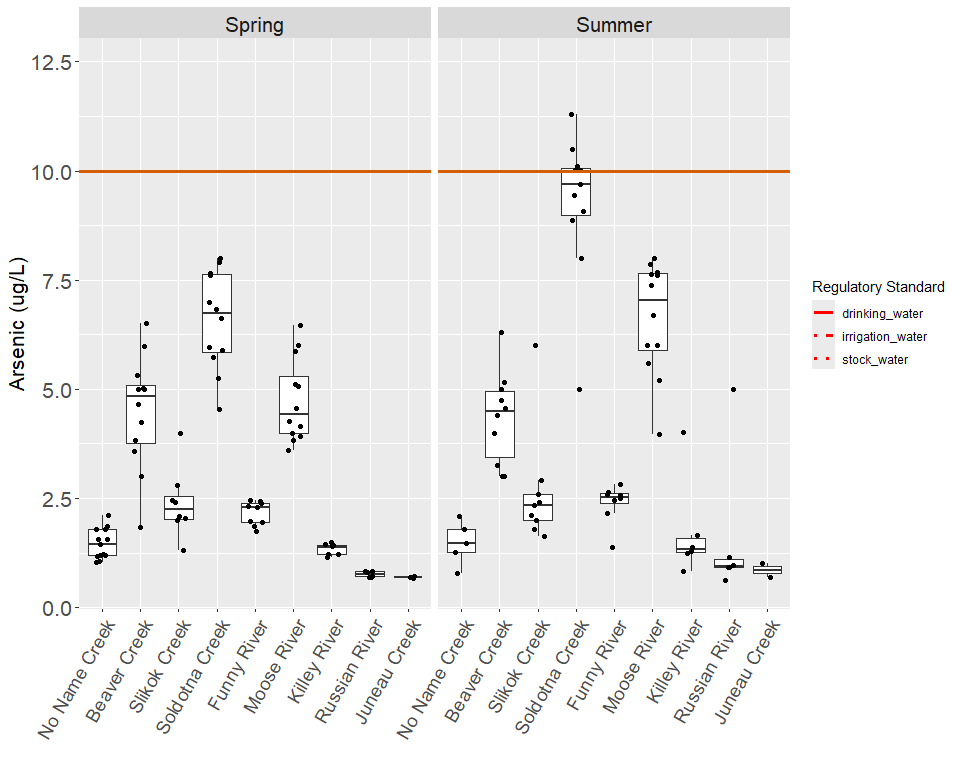 Spring
Summer
12.5
10.0
7.5
5.0
2.5
0.0
Arsenic (ug/L)
No Name Creek
Beaver Creek
Slikok Creek
Soldotna Creek
Funny River
Moose River
Killey River
Russian River
Juneau Creek
No Name Creek
Beaver Creek
Slikok Creek
Soldotna Creek
Funny River
Moose River
Killey River
Russian River
Juneau Creek
Regulatory Standard
drinking_water
irrigation_water
stock_water